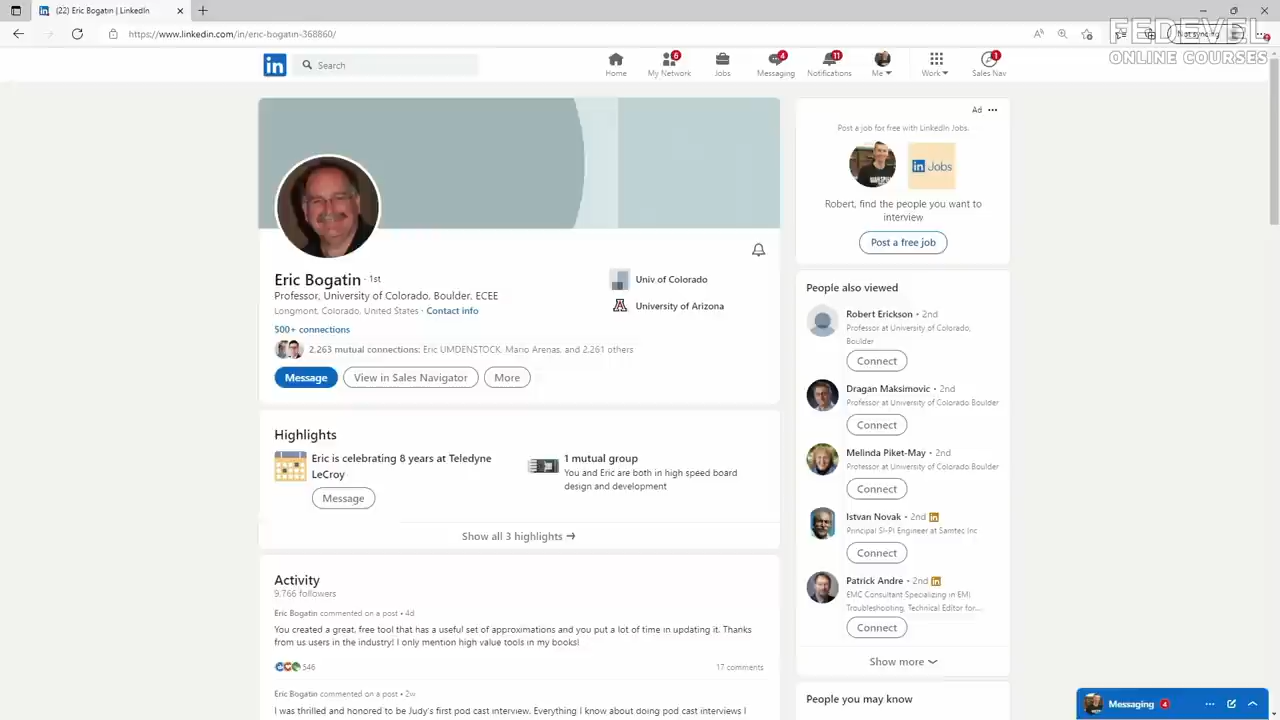 (22) Eric Bogatin | LinkedIn
https://www.linkedin.com/in/eric-bogatin-368860/
Not syncing
FEDEVEL
ONLINE COURSES
in
Search
Home
6
My Network
Jobs
4
Messaging
11
Notifications
Me
Work
1
Sales Nav
Eric Bogatin · 1st
Professor, University of Colorado, Boulder, ECEE
Longmont, Colorado, United States · Contact info
500+ connections
2,263 mutual connections: Eric UMDENSTOCK, Mario Arenas, and 2,261 others
Message
View in Sales Navigator
More
Univ of Colorado
University of Arizona
Highlights
Eric is celebrating 8 years at Teledyne
LeCroy
Message
1 mutual group
You and Eric are both in high speed board
design and development
Show all 3 highlights →
Activity
9,766 followers
Eric Bogatin commented on a post • 4d
You created a great, free tool that has a useful set of approximations and you put a lot of time in updating it. Thanks
from us users in the industry! I only mention high value tools in my books!
546
17 comments
Eric Bogatin commented on a post • 2w
I was thrilled and honored to be Judy's first pod cast interview. Everything I know about doing pod cast interviews I
Ad
Post a job for free with LinkedIn Jobs.
in Jobs
Robert, find the people you want to
interview
Post a free job
People also viewed
Robert Erickson • 2nd
Professor at University of Colorado,
Boulder
Connect
Dragan Maksimovic • 2nd
Professor at University of Colorado Boulder
Connect
Melinda Piket-May • 2nd
Professor at University of Colorado Boulder
Connect
Istvan Novak • 2nd in
Principal SI-PI Engineer at Samtec Inc
Connect
Patrick Andre • 2nd in
EMC Consultant Specializing in EMI
Troubleshooting, Technical Editor for...
Connect
Show more
People you may know
Messaging 4